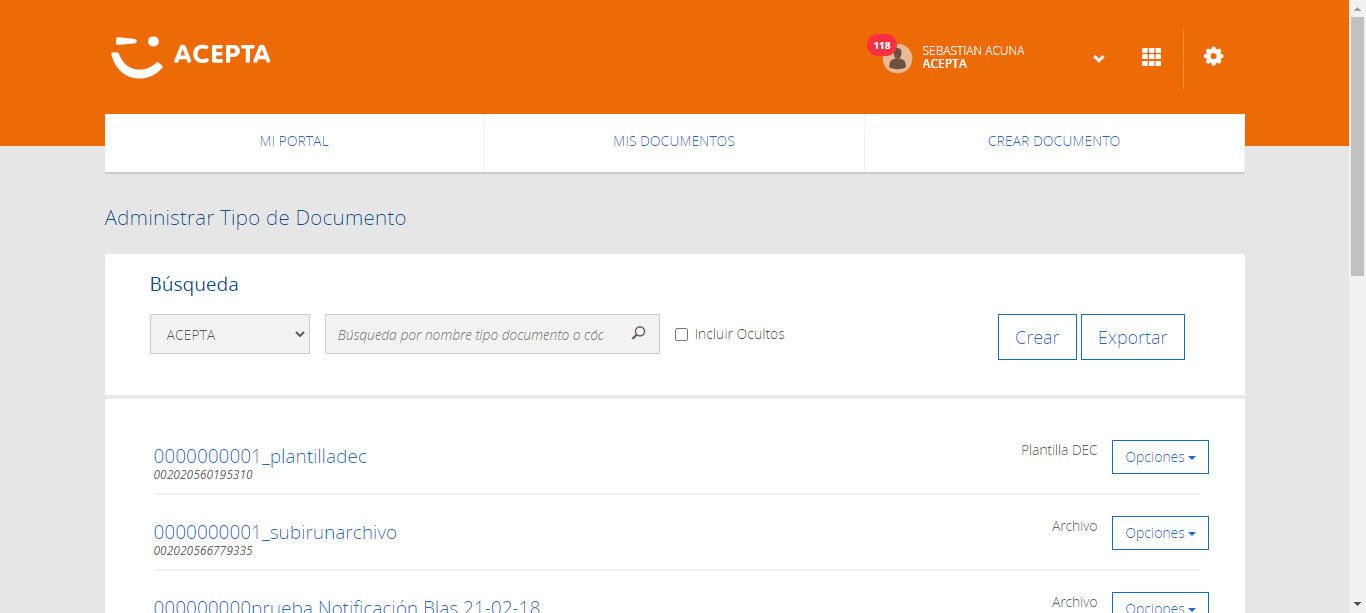 ACEPTA
118
SEBASTIAN ACUNA
ACEPTA
MI PORTAL
MIS DOCUMENTOS
CREAR DOCUMENTO
Administrar Tipo de Documento
Búsqueda
ACEPTA
Búsqueda por nombre tipo documento o cóc
Incluir Ocultos
Crear
Exportar
0000000001_plantilladec
002020560195310
Plantilla DEC
Opciones
0000000001_subirunarchivo
002020566779335
Archivo
Opciones
000000000prueba Notificación Blas 21-02-18
Archivo
Opciones